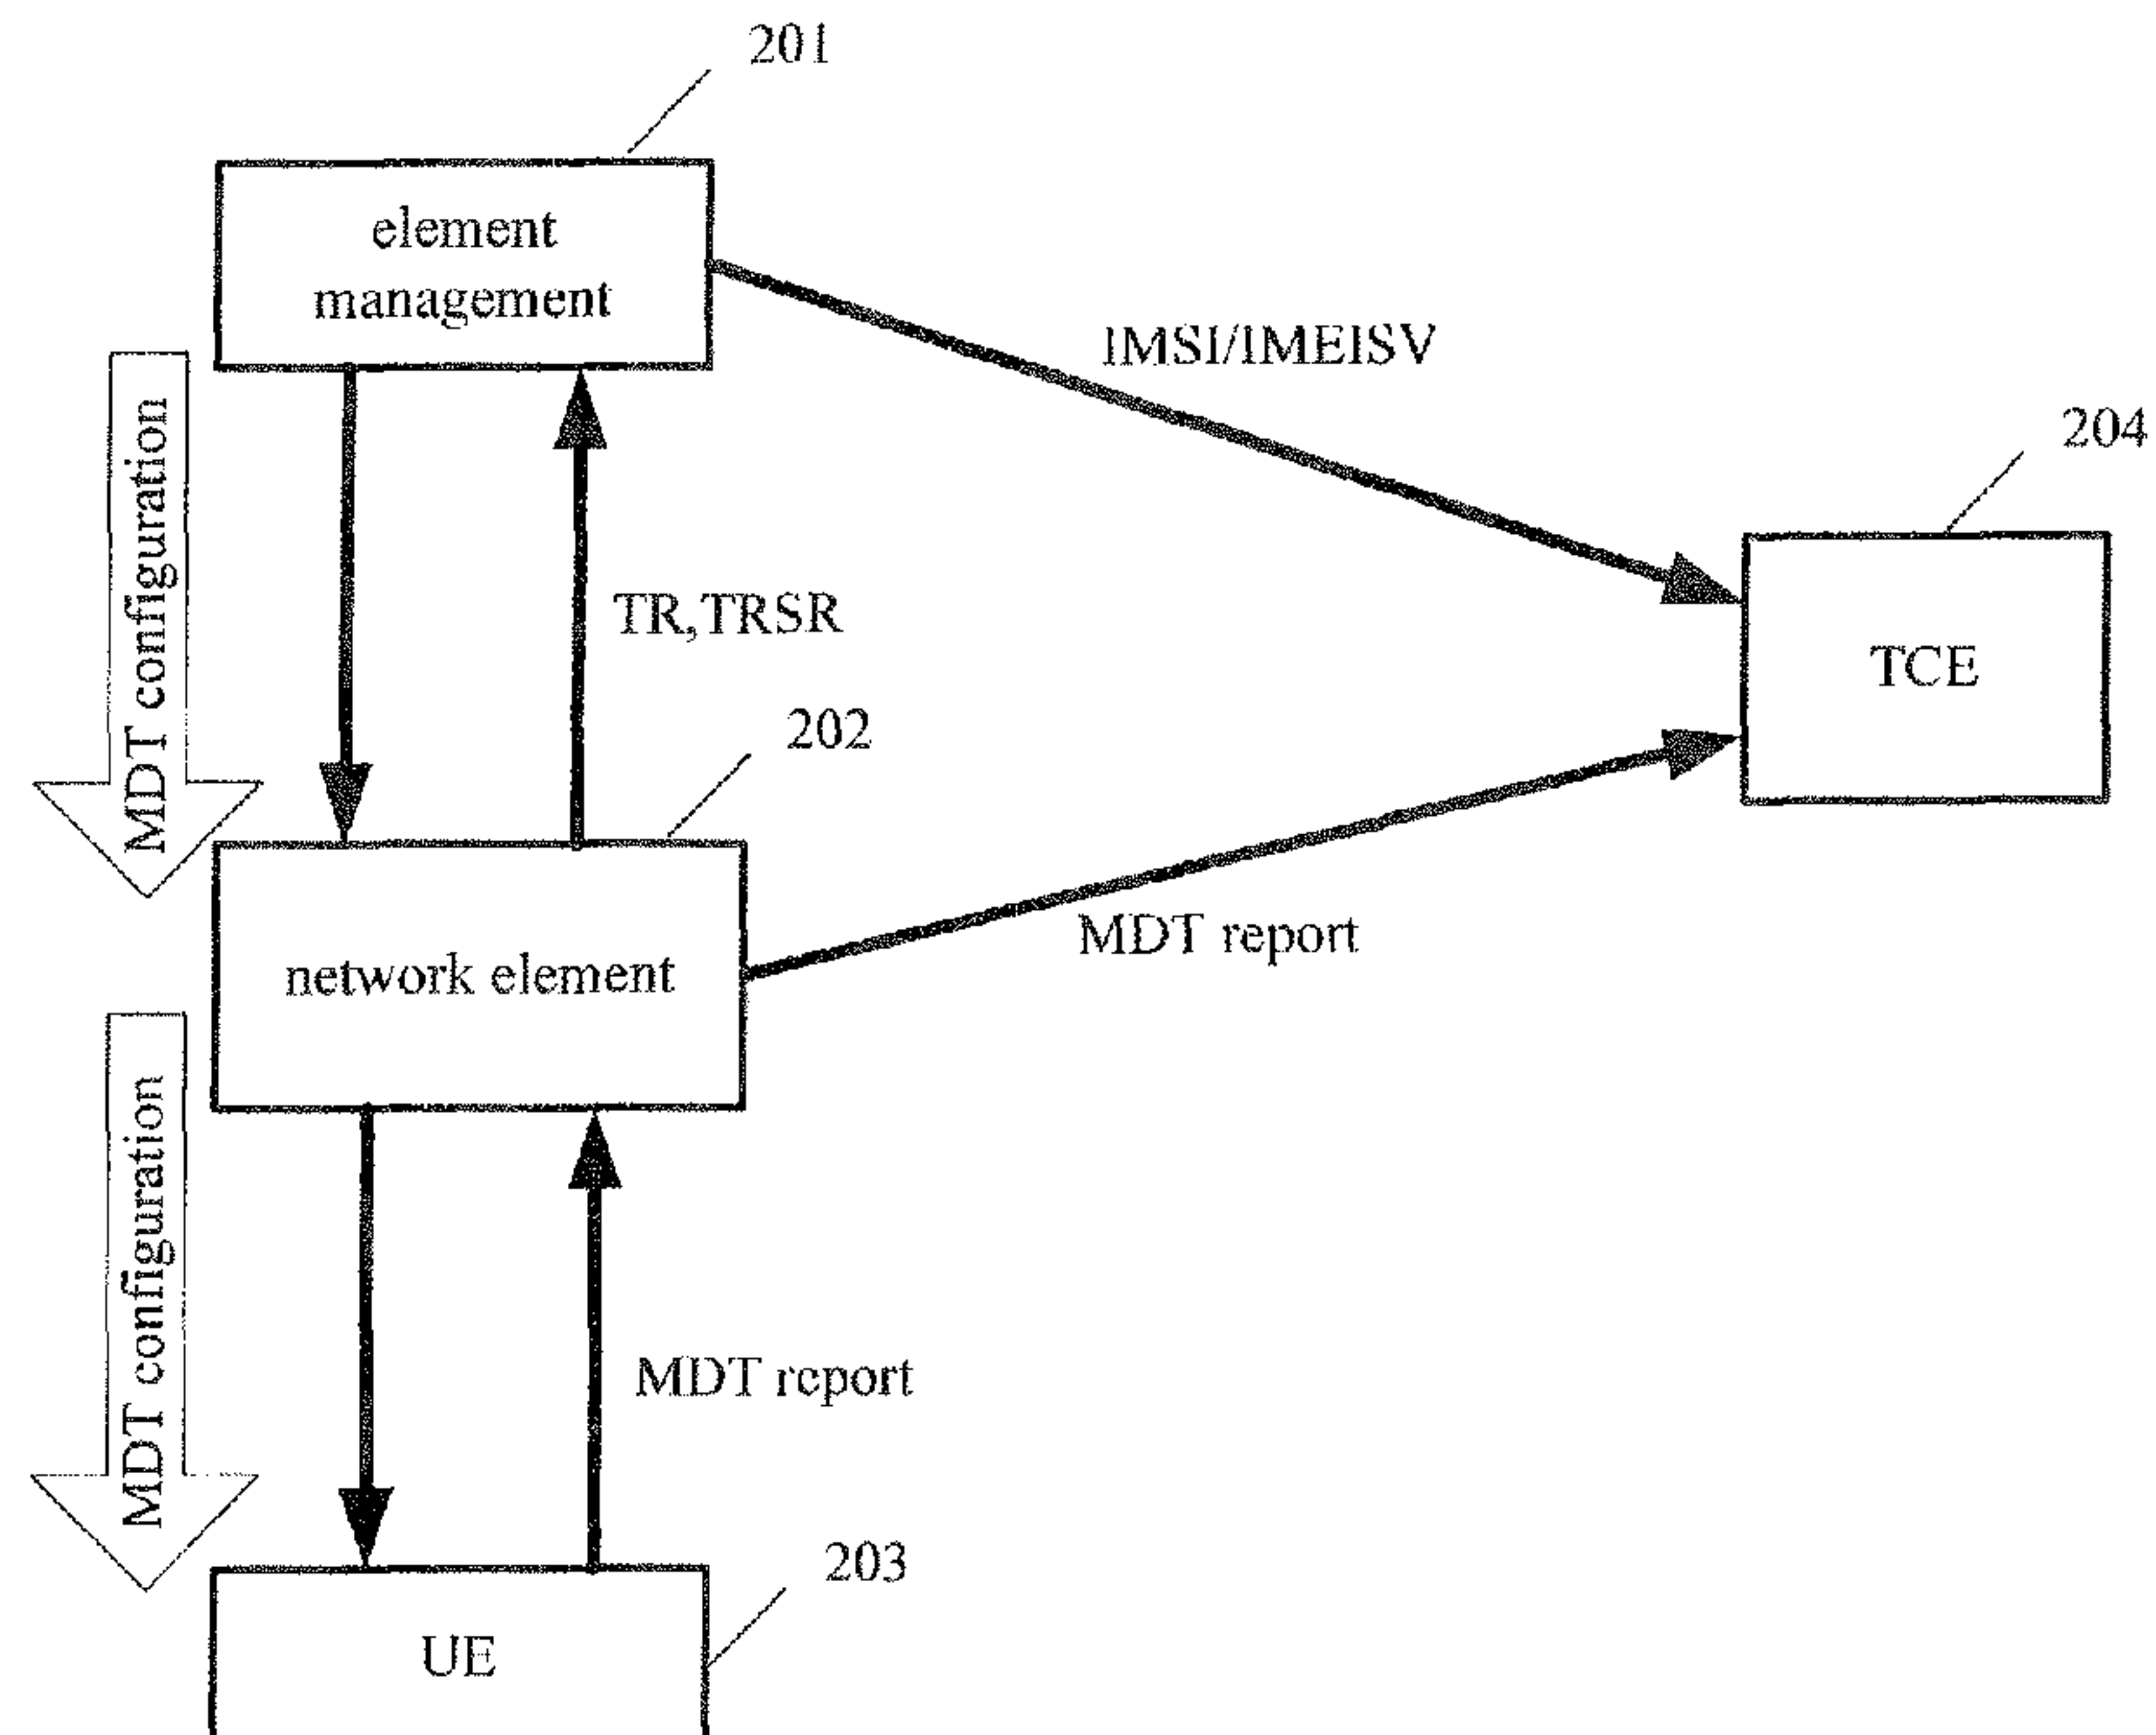 201
element
management
IMSI/IMEISV
204
MDT configuration
TR,TRSR
TCE
202
network element
MDT report
MDT configuration
MDT report
203
UE